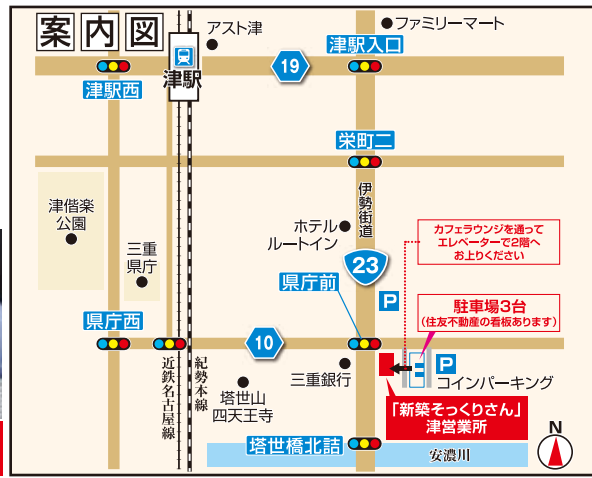 案内図
アスト津
ファミリーマート
津駅
津駅入口
19
津駅西
栄町二
伊勢街道
津偕楽
公園
三重
県庁
ホテル
ルートイン
カフェラウンジを通って
エレベーターで2階へ
お上りください
23
県庁前
P
駐車場3台
(住友不動産の看板あります)
県庁西
10
近鉄名古屋線
紀勢本線
塔世山
四天王寺
三重銀行
P
コインパーキング
「新築そっくりさん」
津営業所
塔世橋北詰
安濃川
N